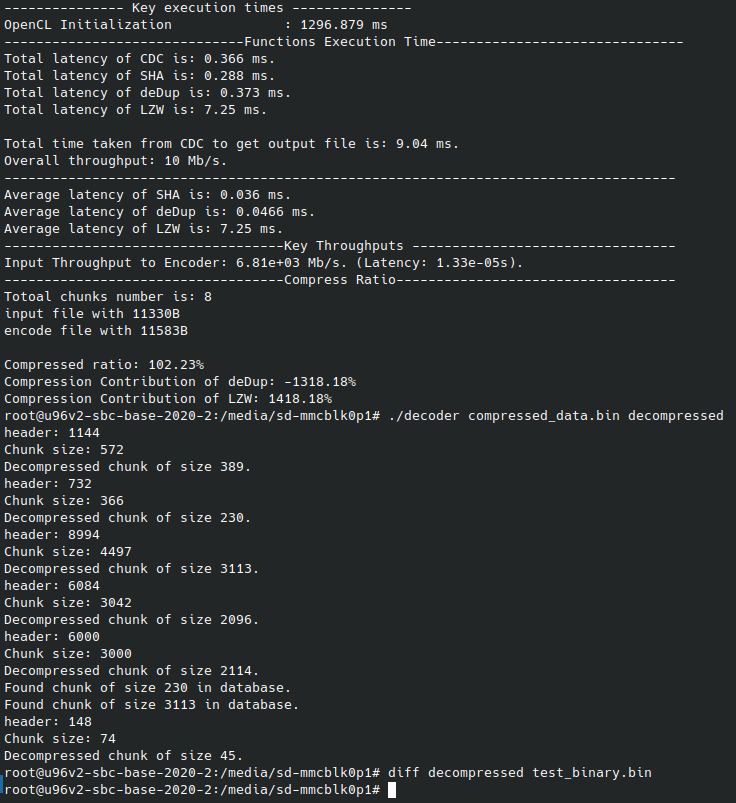 --------------- Key execution times ---------------
OpenCL Initialization              : 1296.879 ms
------------------------------Functions Execution Time-------------------------------
Total latency of CDC is: 0.366 ms.
Total latency of SHA is: 0.288 ms.
Total latency of deDup is: 0.373 ms.
Total latency of LZW is: 7.25 ms.

Total time taken from CDC to get output file is: 9.04 ms.
Overall throughput: 10 Mb/s.
------------------------------------------------------------------------------------
Average latency of SHA is: 0.036 ms.
Average latency of deDup is: 0.0466 ms.
Average latency of LZW is: 7.25 ms.
-----------------------------------Key Throughputs ---------------------------------
Input Throughput to Encoder: 6.81e+03 Mb/s. (Latency: 1.33e-05s).
-----------------------------------Compress Ratio-----------------------------------
Totoal chunks number is: 8
input file with 11330B
encode file with 11583B

Compressed ratio: 102.23%
Compression Contribution of deDup: -1318.18%
Compression Contribution of LZW: 1418.18%
root@u96v2-sbc-base-2020-2:/media/sd-mmcblk0p1# ./decoder compressed_data.bin decompressed
header: 1144
Chunk size: 572
Decompressed chunk of size 389.
header: 732
Chunk size: 366
Decompressed chunk of size 230.
header: 8994
Chunk size: 4497
Decompressed chunk of size 3113.
header: 6084
Chunk size: 3042
Decompressed chunk of size 2096.
header: 6000
Chunk size: 3000
Decompressed chunk of size 2114.
Found chunk of size 230 in database.
Found chunk of size 3113 in database.
header: 148
Chunk size: 74
Decompressed chunk of size 45.
root@u96v2-sbc-base-2020-2:/media/sd-mmcblk0p1# diff decompressed test_binary.bin
root@u96v2-sbc-base-2020-2:/media/sd-mmcblk0p1#